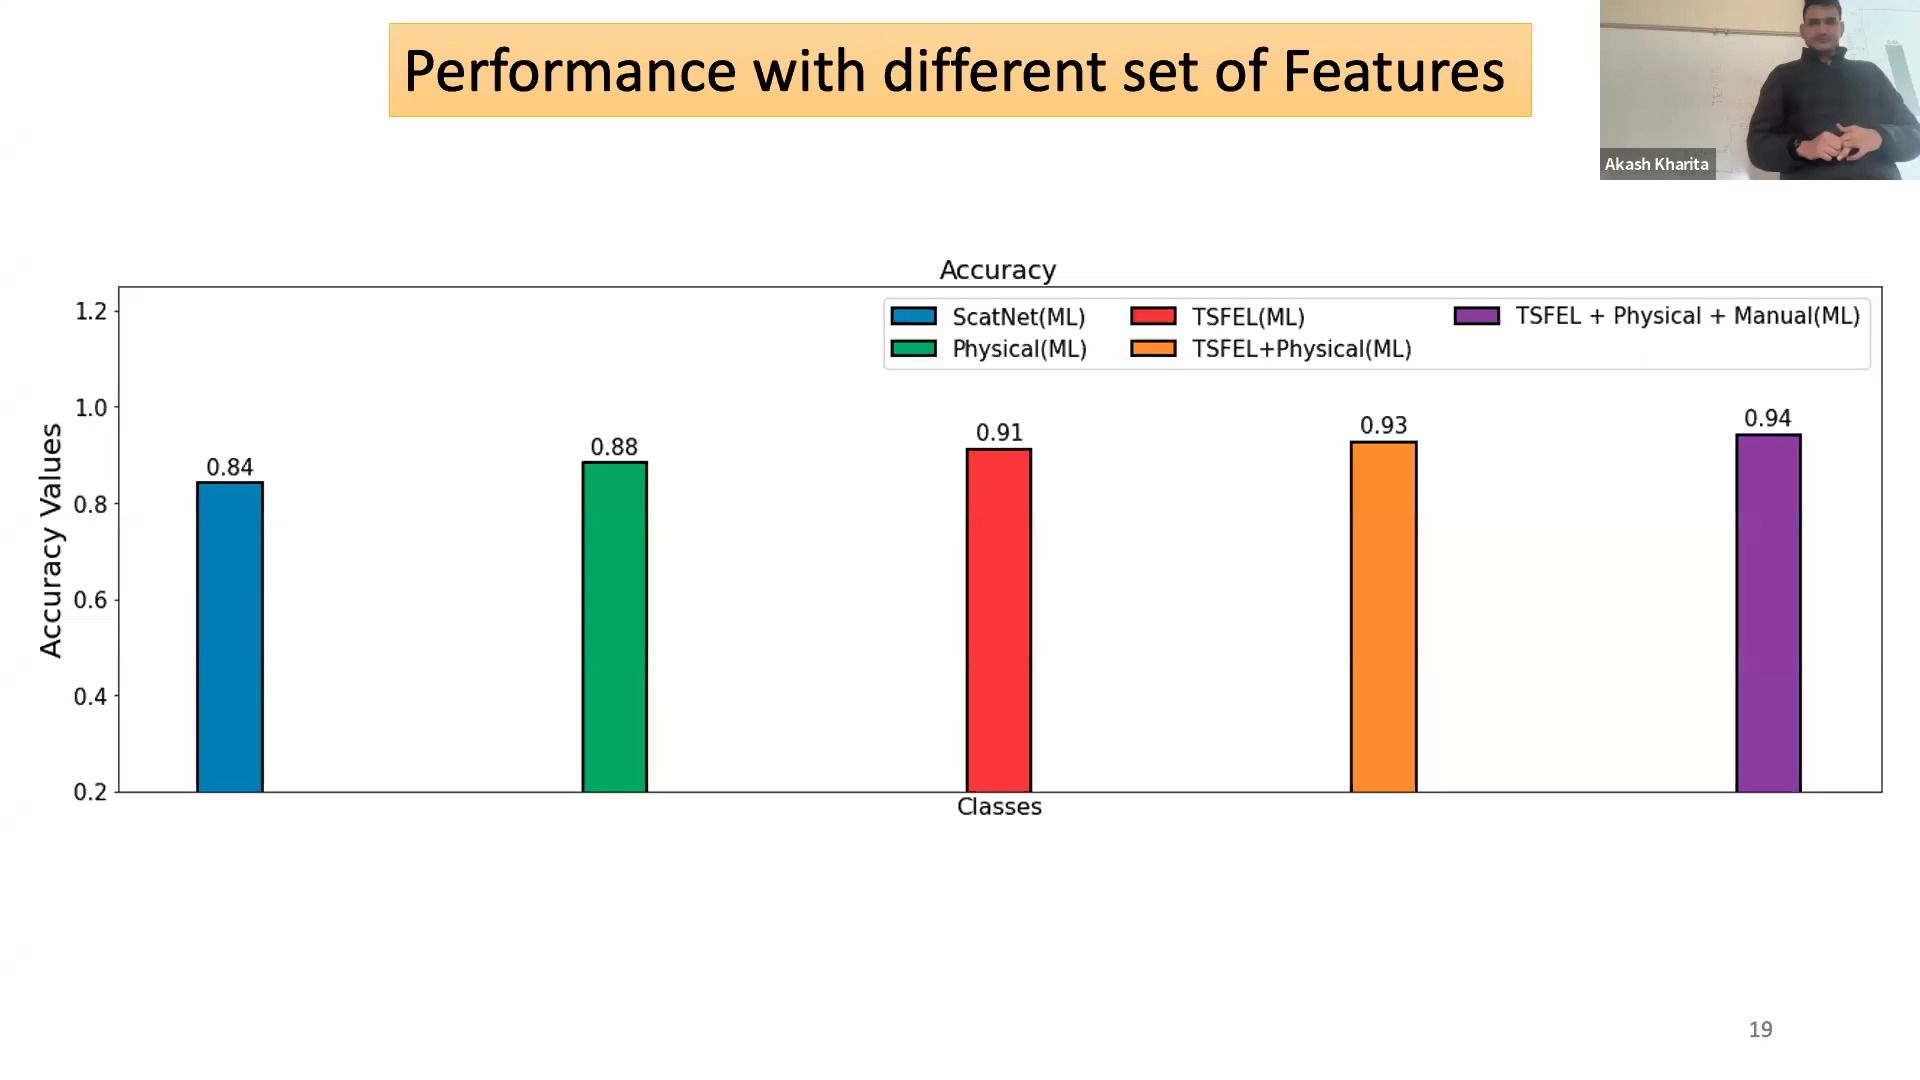 Performance with different set of Features
Akash Kharita
Accuracy
ScatNet(ML)
Physical(ML)
TSFEL(ML)
TSFEL+Physical(ML)
TSFEL + Physical + Manual(ML)
Accuracy Values
1.2
1.0
0.8
0.6
0.4
0.2
0.84
0.88
0.91
0.93
0.94
Classes
19